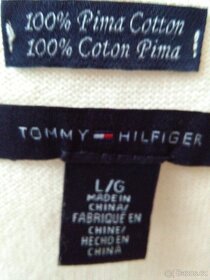 100% Pima Cotton
100% Coton Pima
TOMMY HILFIGER
L/G
MADE IN
CHINA/
FABRIQUÉ EN
CHINE/
HECHO EN
CHINA